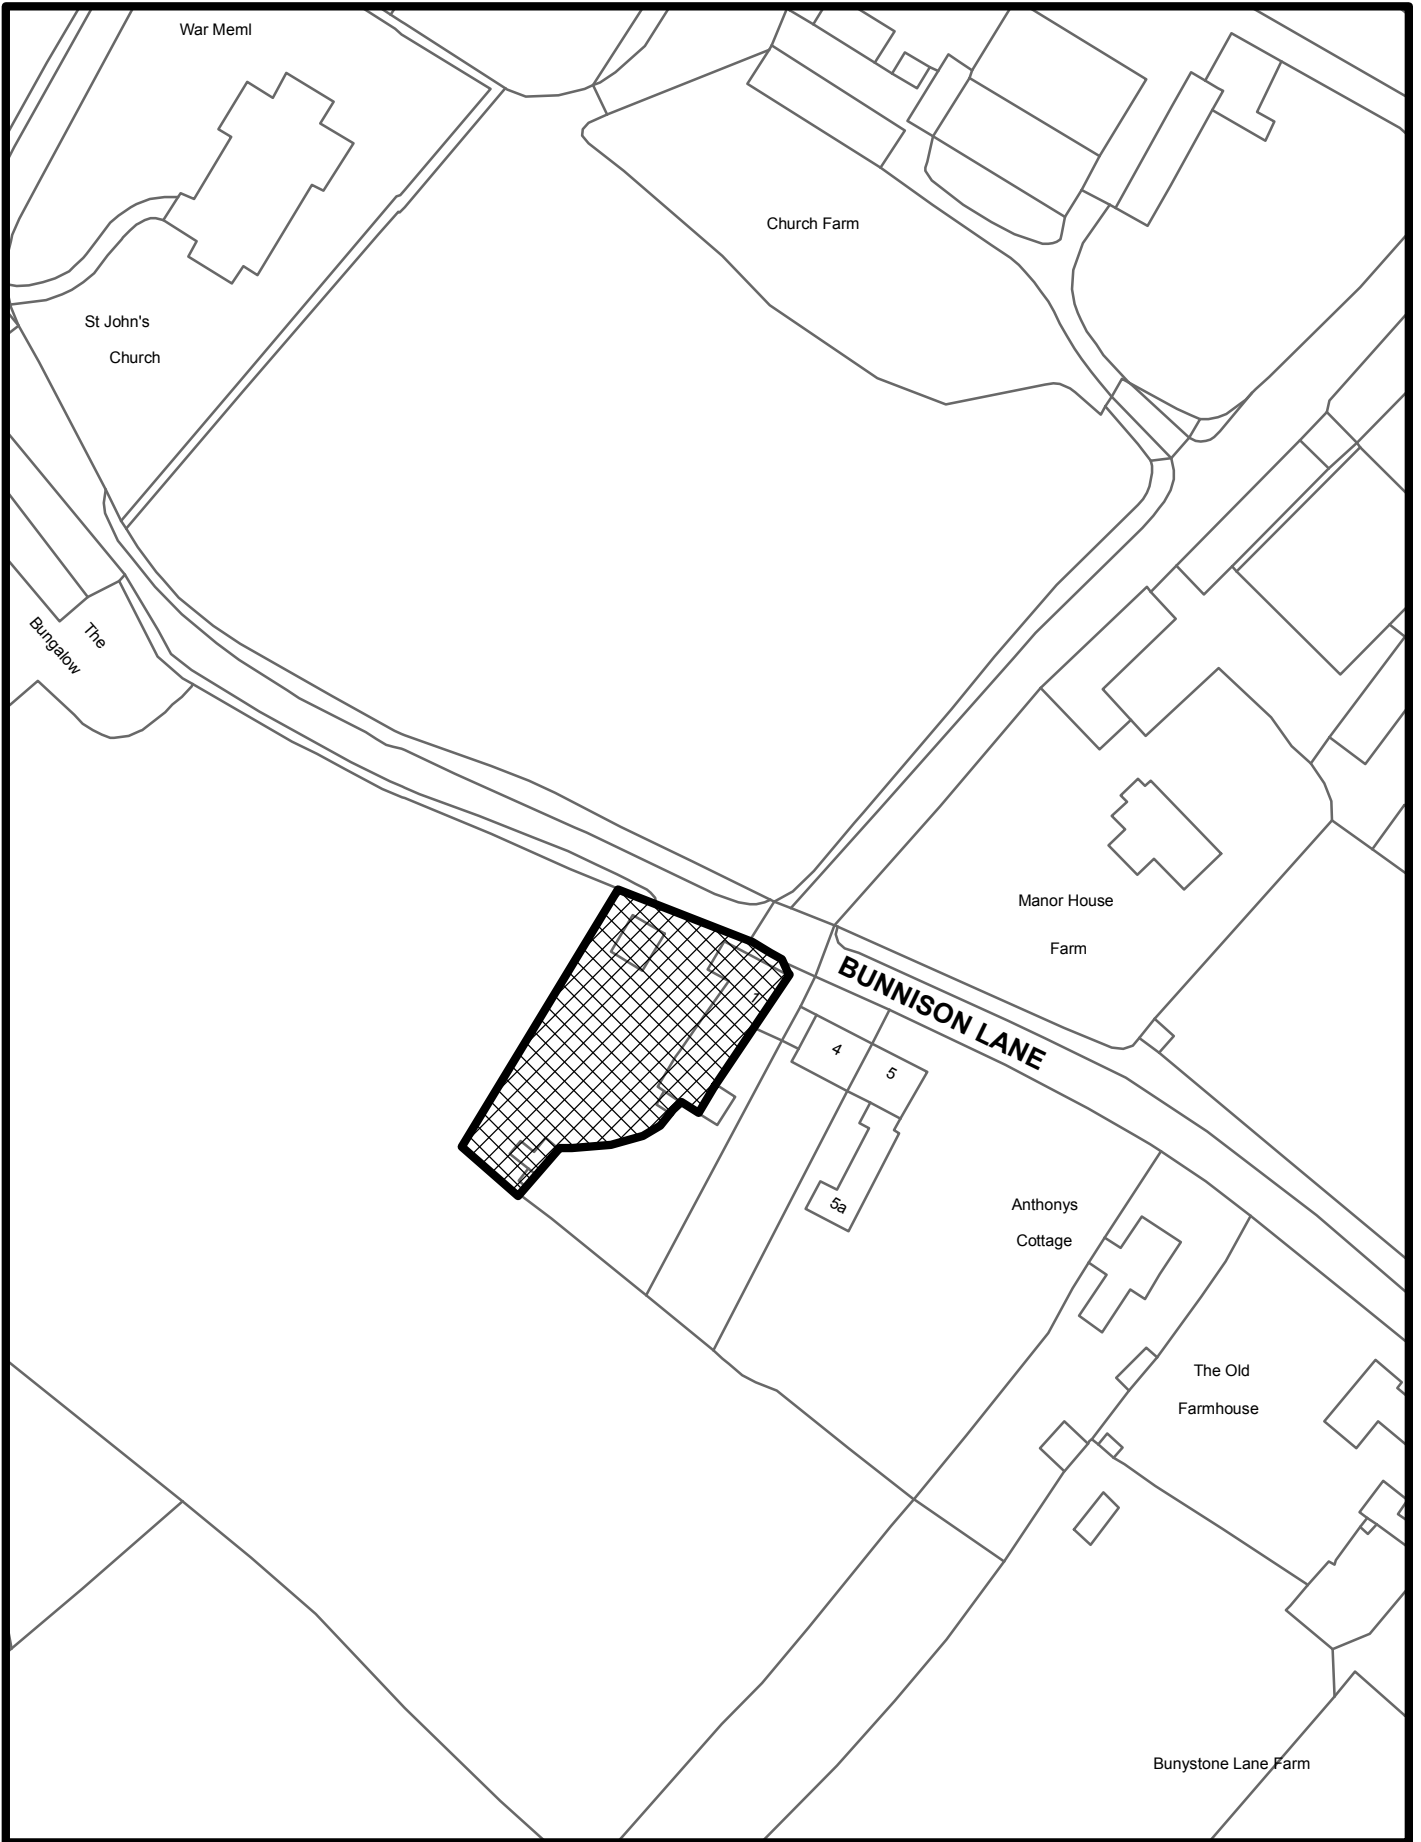 War Meml
Church Farm
St John's
Church
The
Bungalow
Manor House
Farm
BUNNISON LANE
1
4
5
5a
Anthonys
Cottage
The Old
Farmhouse
Bunystone Lane Farm